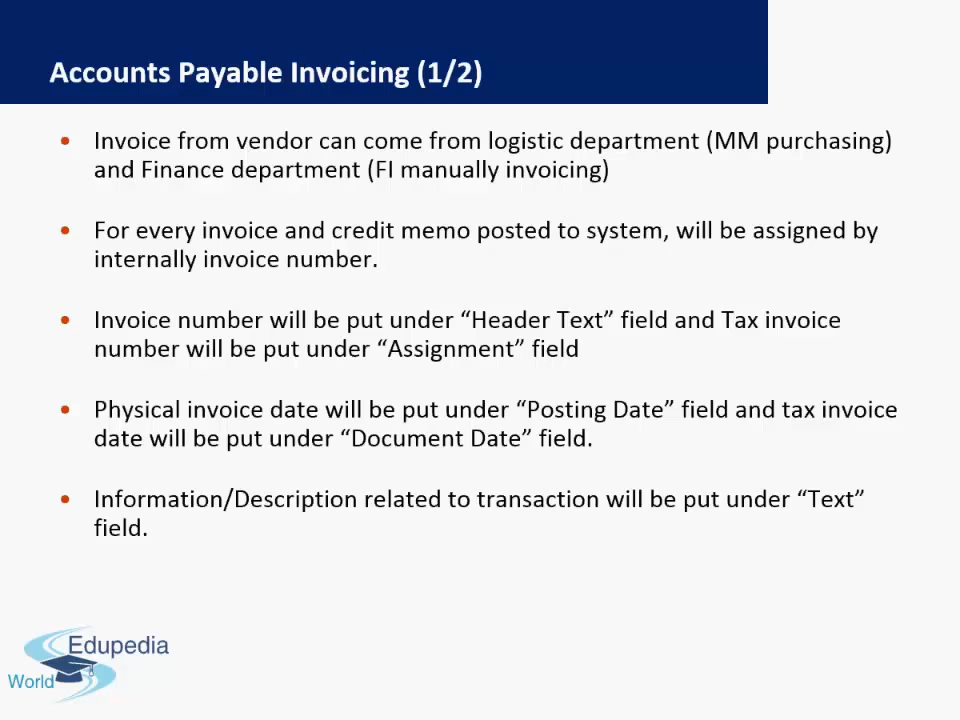 Accounts Payable Invoicing (1/2)
• Invoice from vendor can come from logistic department (MM purchasing)
and Finance department (FI manually invoicing)
• For every invoice and credit memo posted to system, will be assigned by
internally invoice number.
• Invoice number will be put under “Header Text” field and Tax invoice
number will be put under “Assignment” field
• Physical invoice date will be put under “Posting Date” field and tax invoice
date will be put under “Document Date” field.
• Information/Description related to transaction will be put under “Text”
field.
Edupedia
World